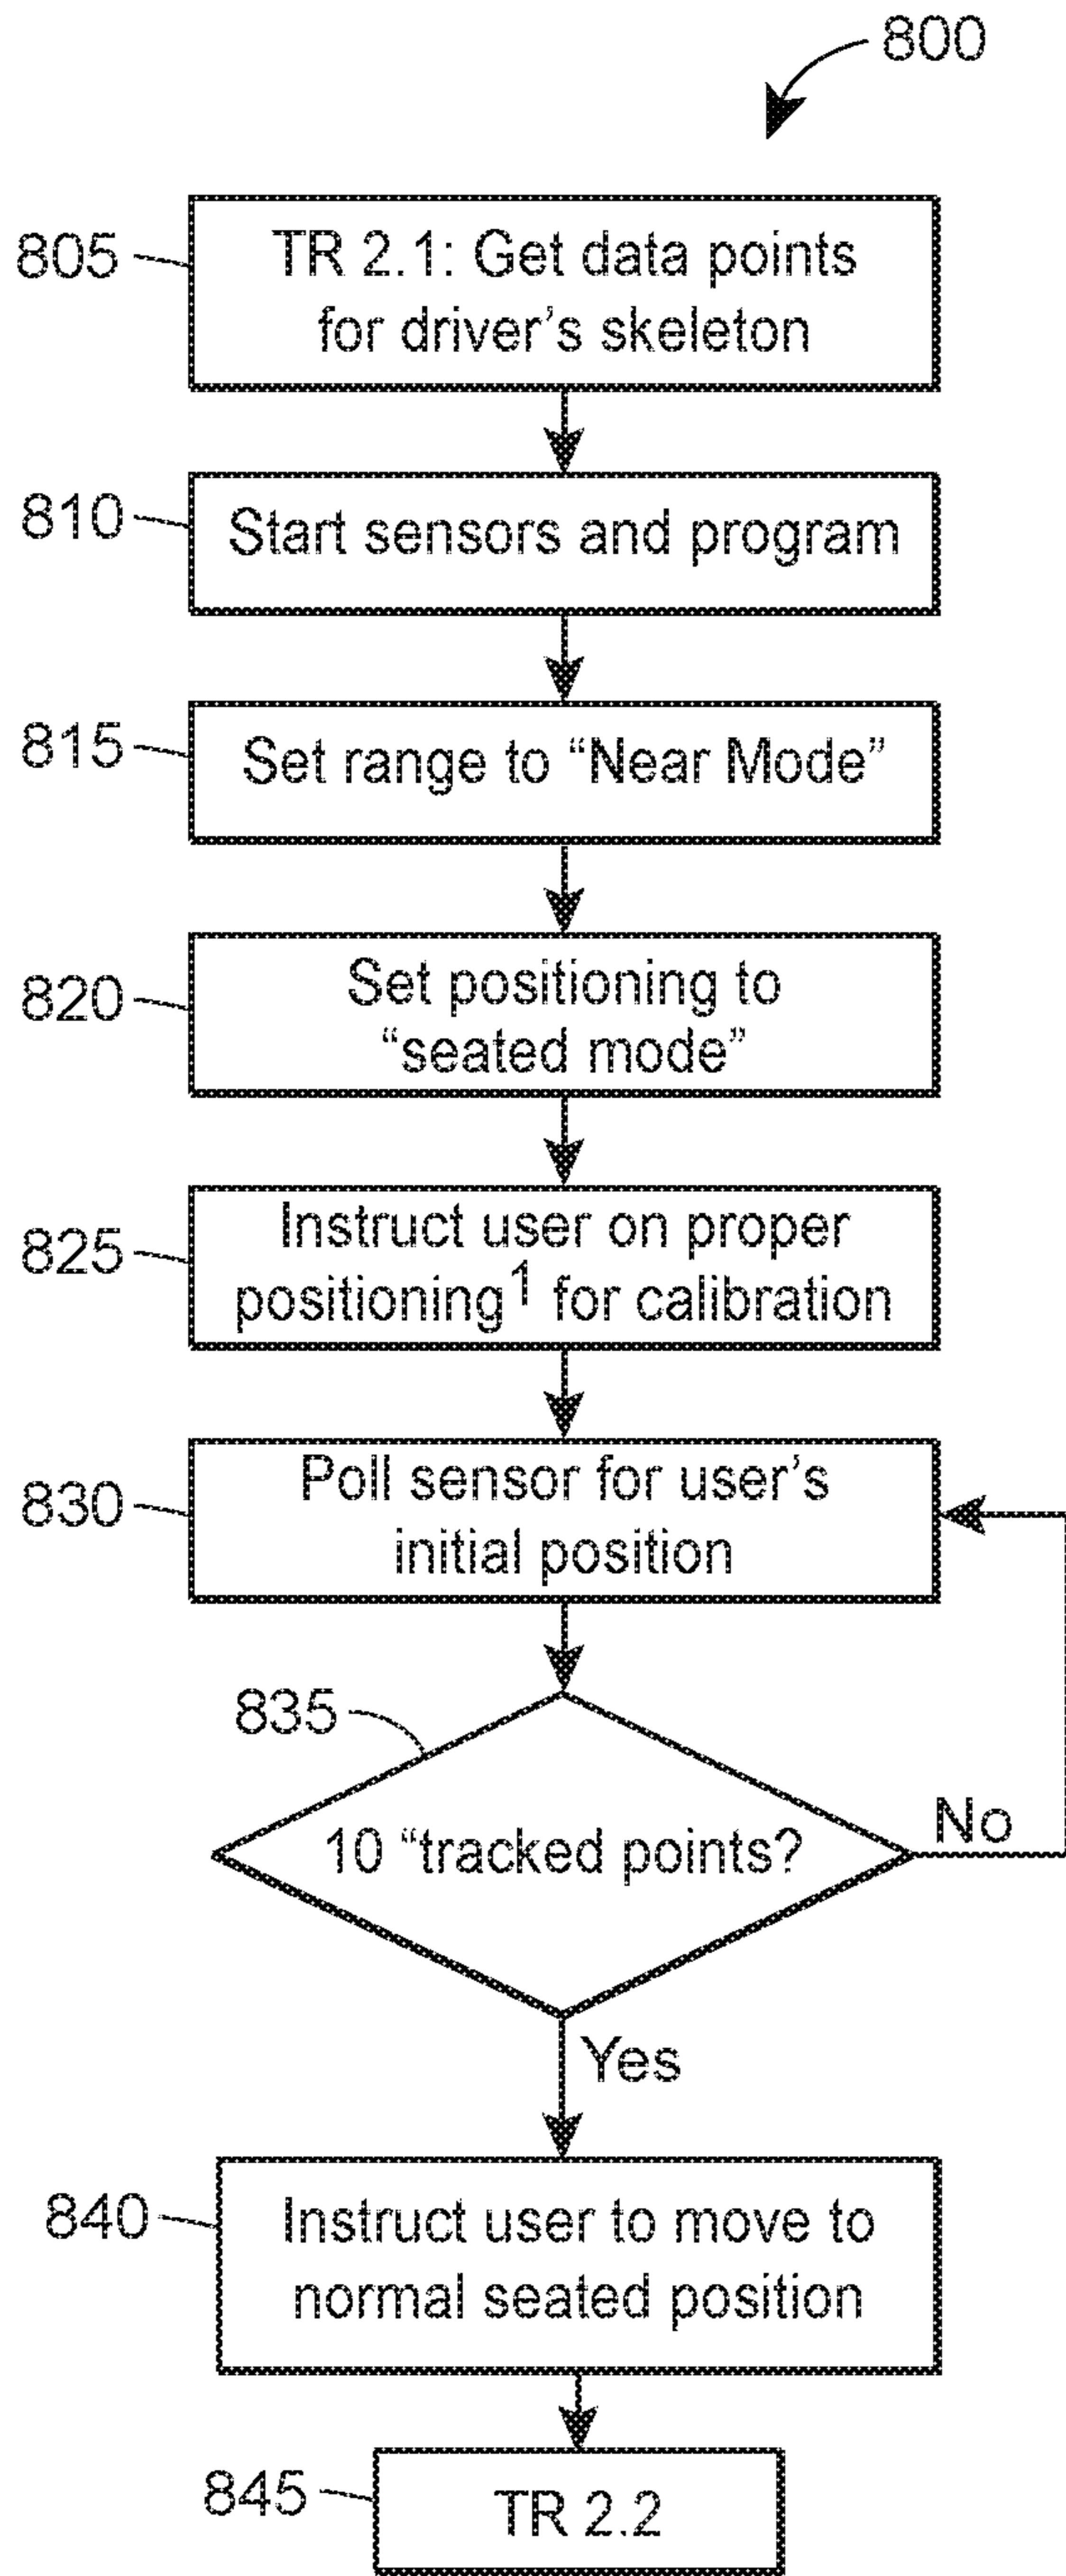 800
805
TR 2.1: Get data points
for driver's skeleton
810
Start sensors and program
815
Set range to “Near Mode”
820
Set positioning to
“seated mode”
825
Instruct user on proper
positioning1 for calibration
830
Poll sensor for user's
initial position
835
10 “tracked points?
No
Yes
840
Instruct user to move to
normal seated position
845
TR 2.2